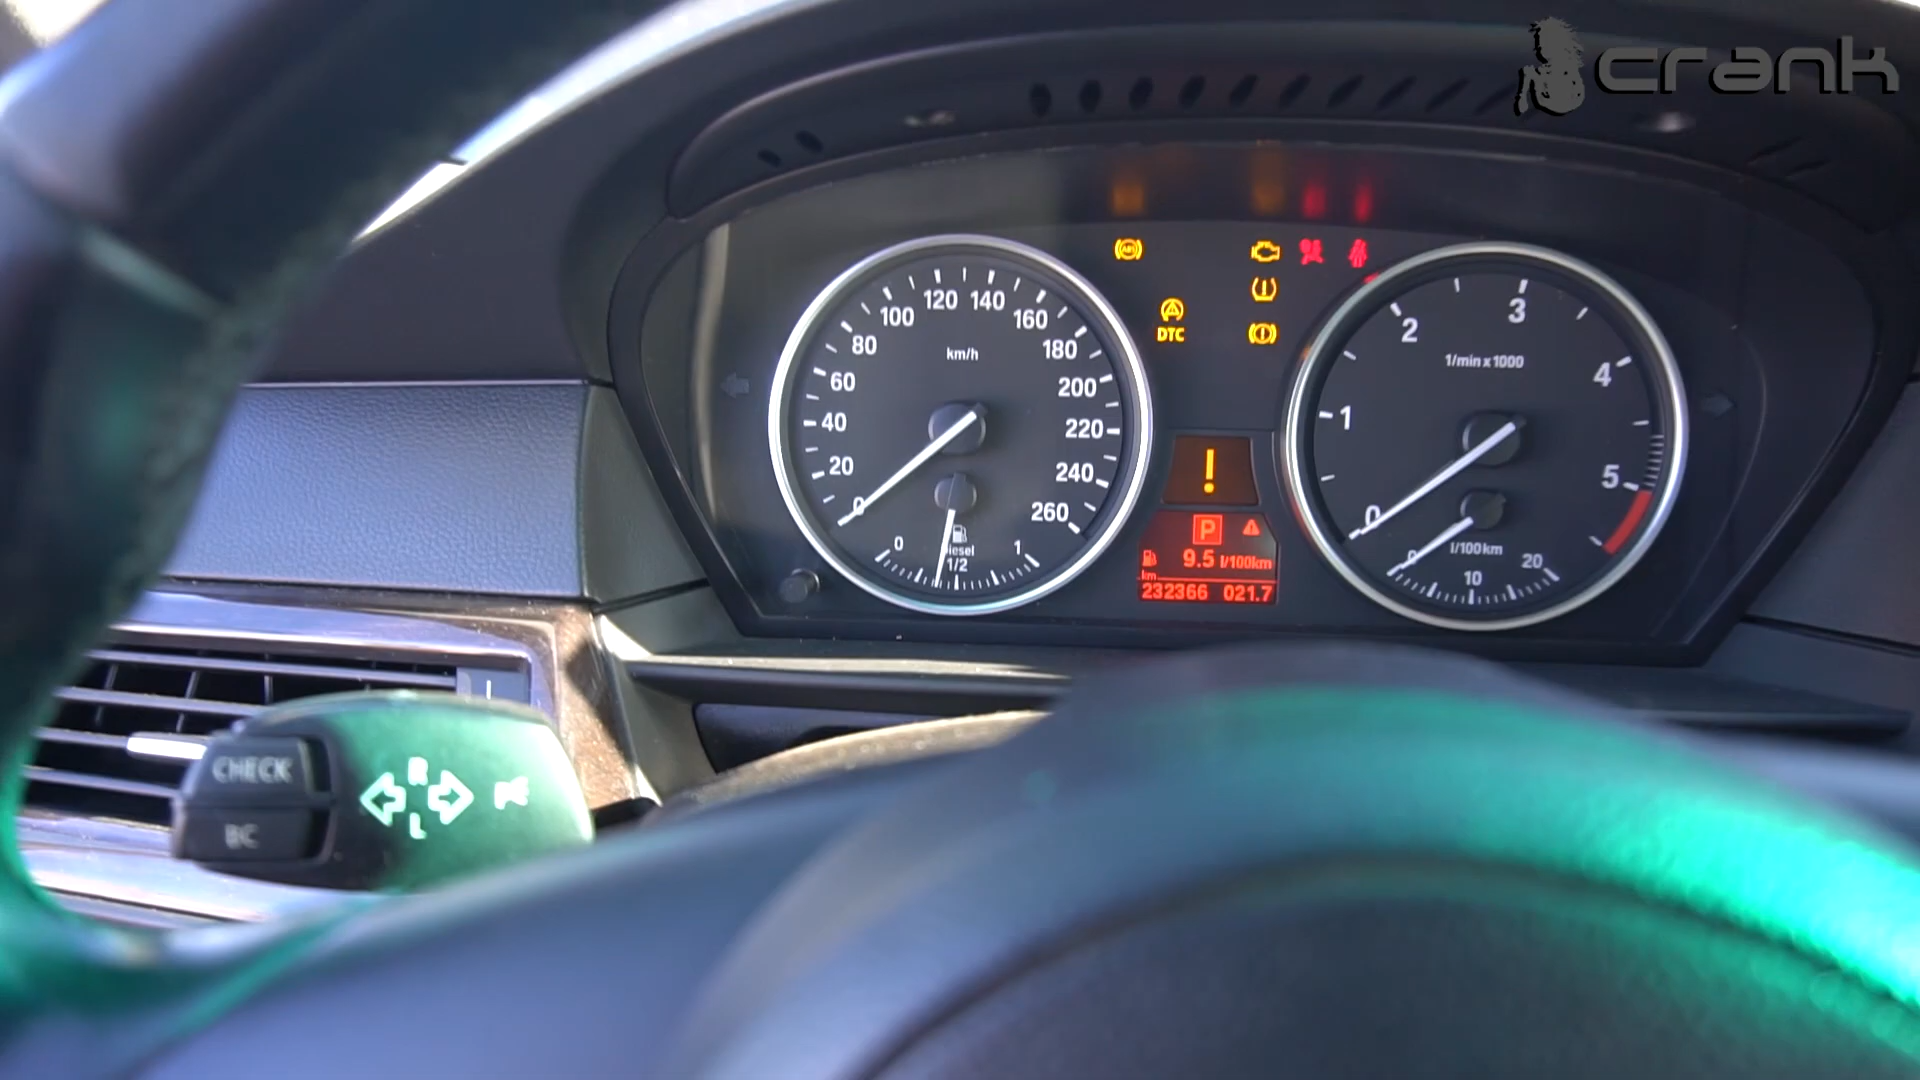 crank
km/h
0
20
40
60
80
100
120
140
160
180
200
220
240
260
0
1/2
1
ABS
DTC
!
P
9.5 l/100km
km
232366 021.7
1/min x 1000
0
1
2
3
4
5
l/100km
0
10
20
CHECK
BC
R
L